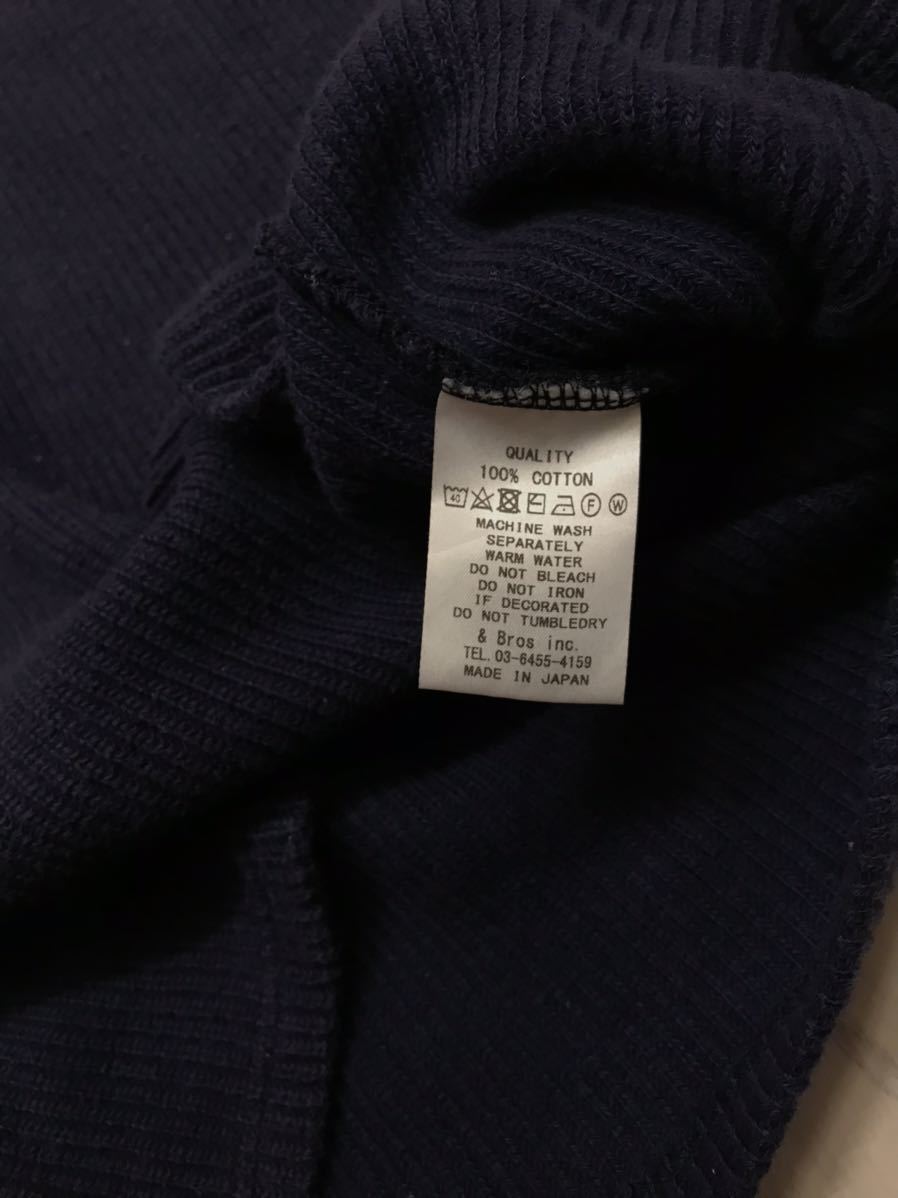 QUALITY
100% COTTON
40 F W
MACHINE WASH
SEPARATELY
WARM WATER
DO NOT BLEACH
DO NOT IRON
IF DECORATED
DO NOT TUMBLEDRY
& Bros inc.
TEL. 03-6455-4159
MADE IN JAPAN